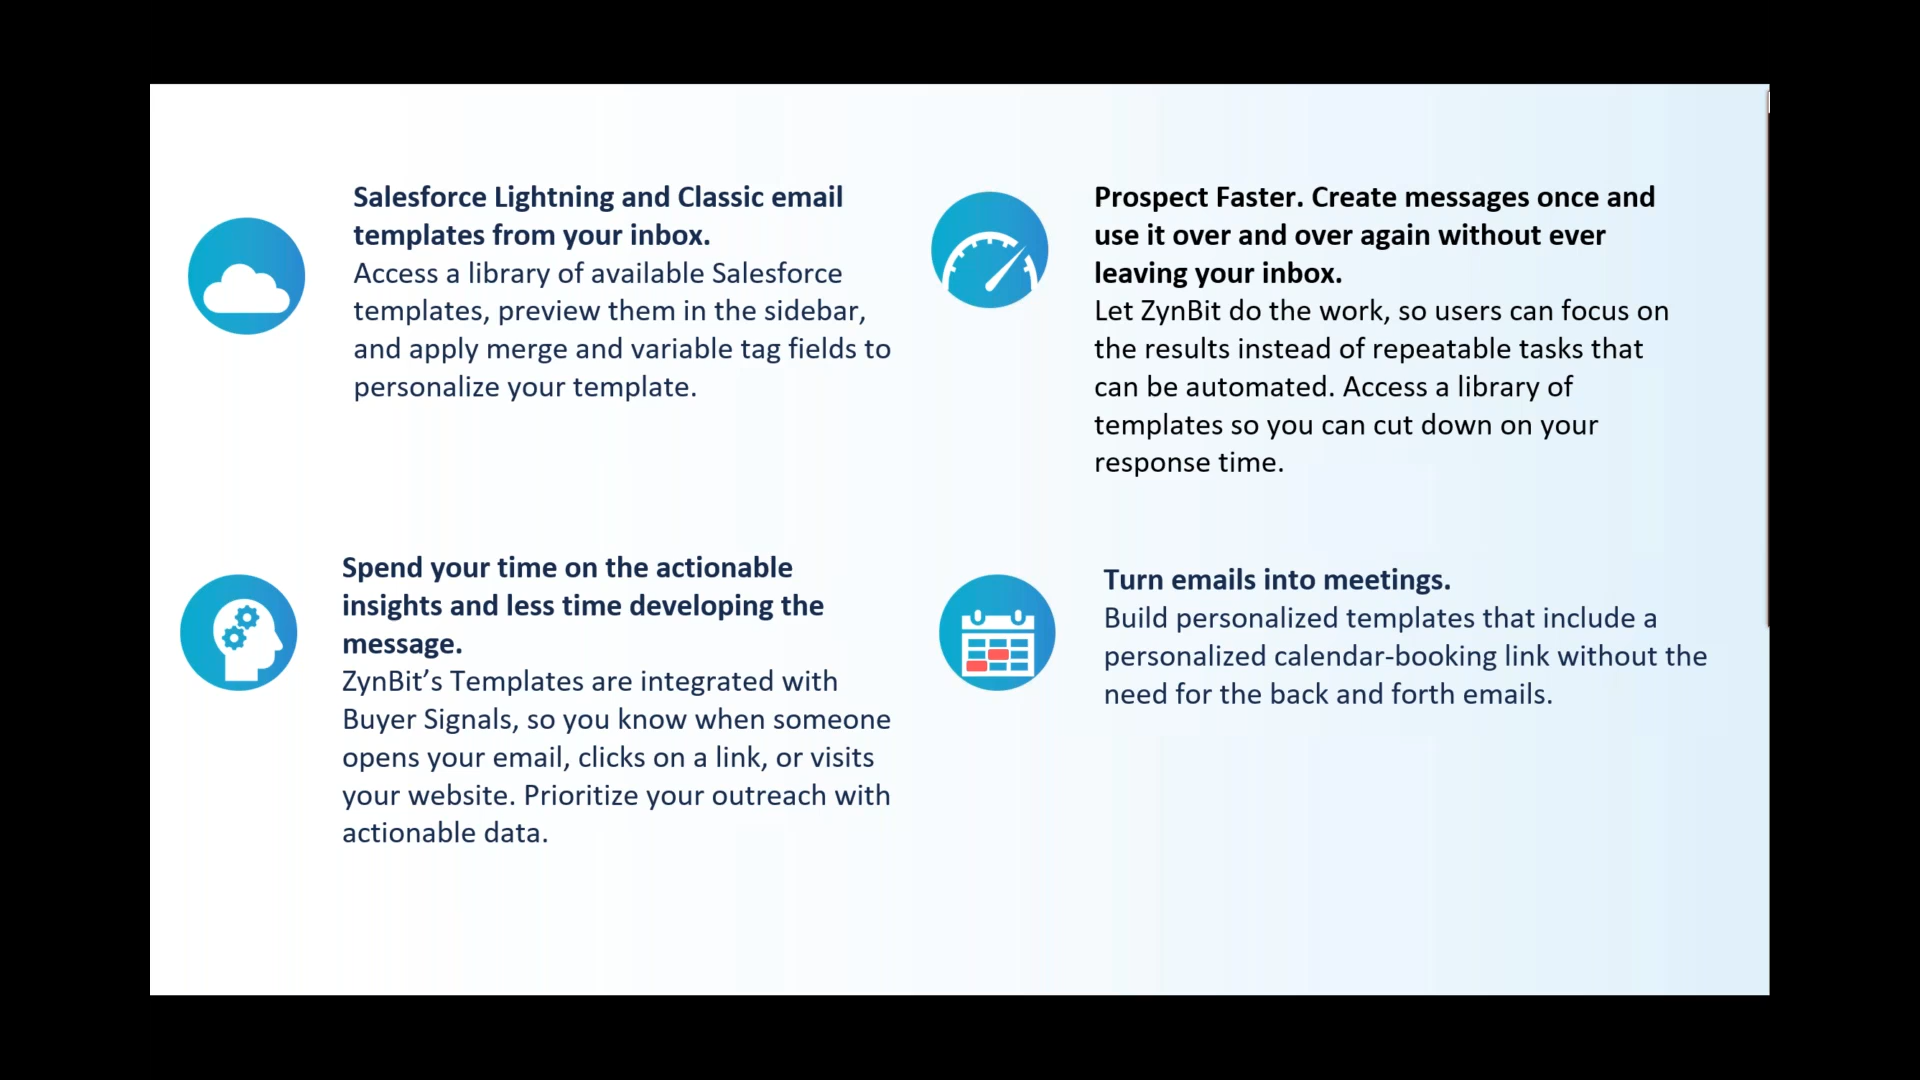 Salesforce Lightning and Classic email
templates from your inbox.
Access a library of available Salesforce
templates, preview them in the sidebar,
and apply merge and variable tag fields to
personalize your template.
Prospect Faster. Create messages once and
use it over and over again without ever
leaving your inbox.
Let ZynBit do the work, so users can focus on
the results instead of repeatable tasks that
can be automated. Access a library of
templates so you can cut down on your
response time.
Spend your time on the actionable
insights and less time developing the
message.
ZynBit’s Templates are integrated with
Buyer Signals, so you know when someone
opens your email, clicks on a link, or visits
your website. Prioritize your outreach with
actionable data.
Turn emails into meetings.
Build personalized templates that include a
personalized calendar-booking link without the
need for the back and forth emails.